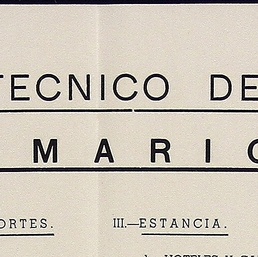 TECNICO DE
MARIO
ORTES.
III.—ESTANCIA.